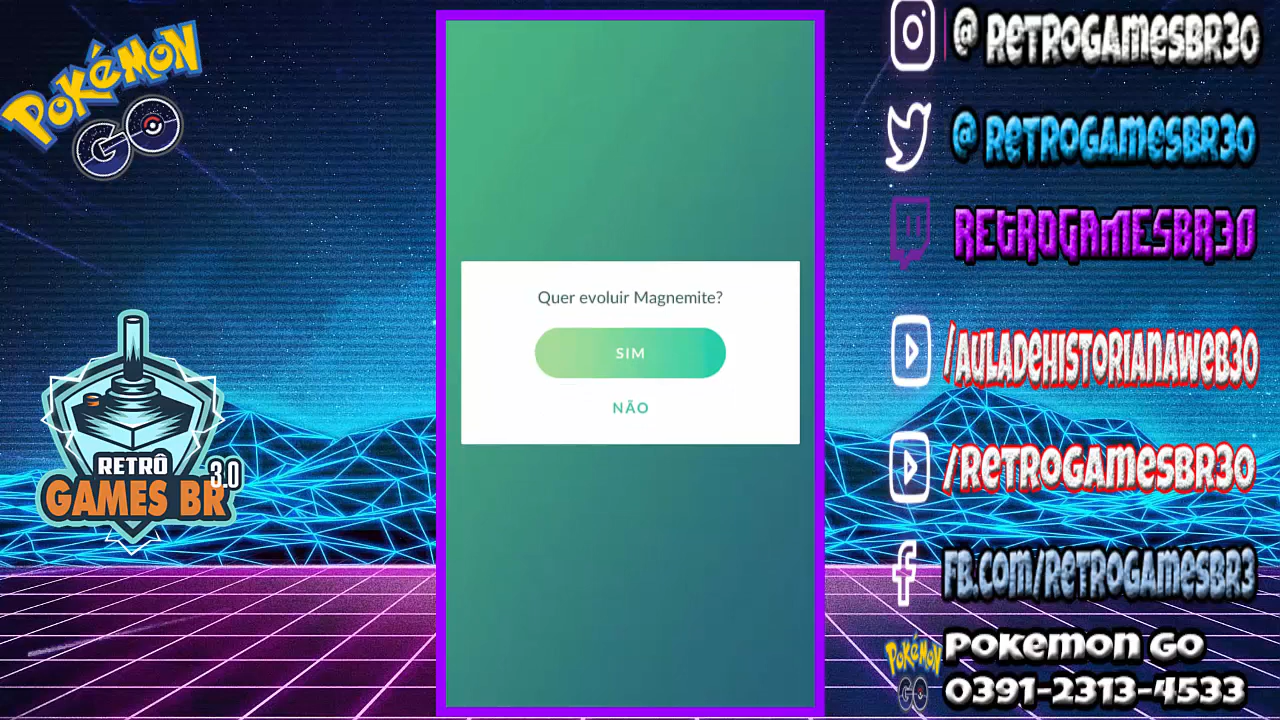 POKÉMON
GO
RETRÔ
GAMES BR
3.0
Quer evoluir Magnemite?
SIM
NÃO
@ RETROGAMESBR30
@ RETROGAMESBR30
RETROGAMESBR30
/AULADEHISTORIANAWEB30
/RETROGAMESBR30
FB.COM/RETROGAMESBR3
POKÉMON
GO
POKEMON GO
0391-2313-4533